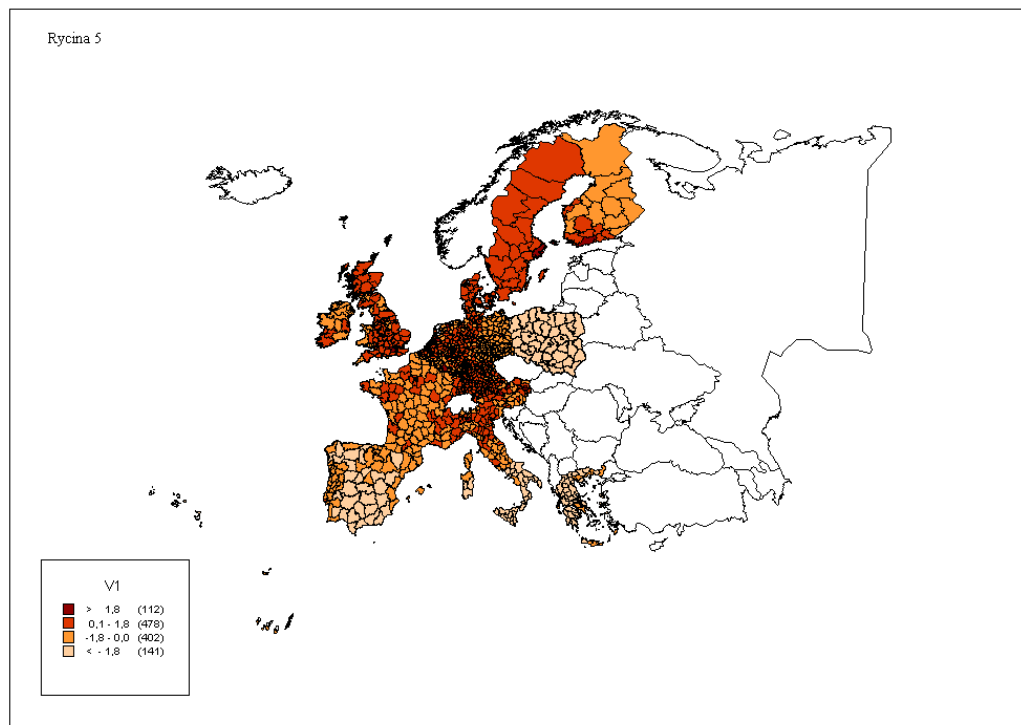 Rycina 5
V1
> 1,8 (112)
0,1 - 1,8 (478)
-1,8 - 0,0 (402)
< - 1,8 (141)